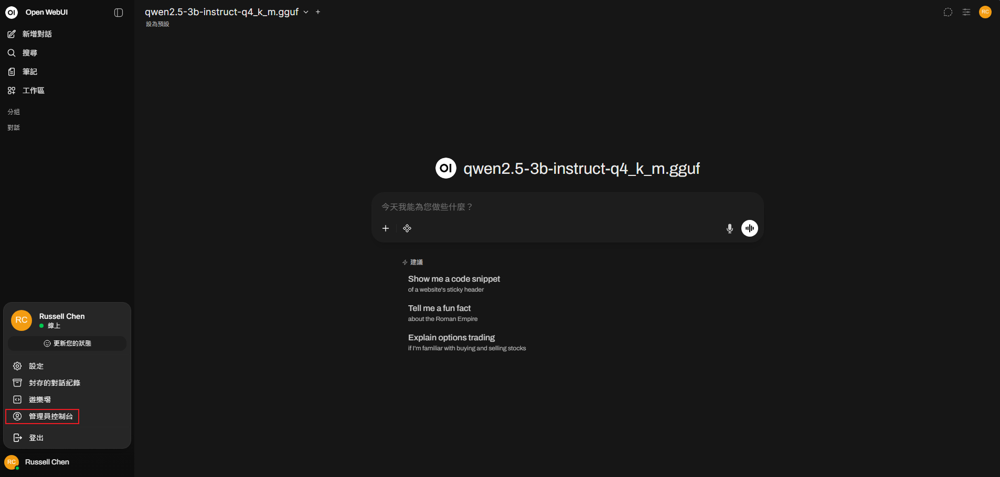 OI Open WebUI
新增對話
搜尋
筆記
工作區
分組
對話
RC Russell Chen
線上
更新您的狀態
設定
封存的對話紀錄
遊樂場
管理員控制台
登出
RC Russell Chen
qwen2.5-3b-instruct-q4_k_m.gguf
設為預設
RC
OI qwen2.5-3b-instruct-q4_k_m.gguf
今天我能為您做些什麼？
建議
Show me a code snippet
of a website's sticky header
Tell me a fun fact
about the Roman Empire
Explain options trading
if I'm familiar with buying and selling stocks